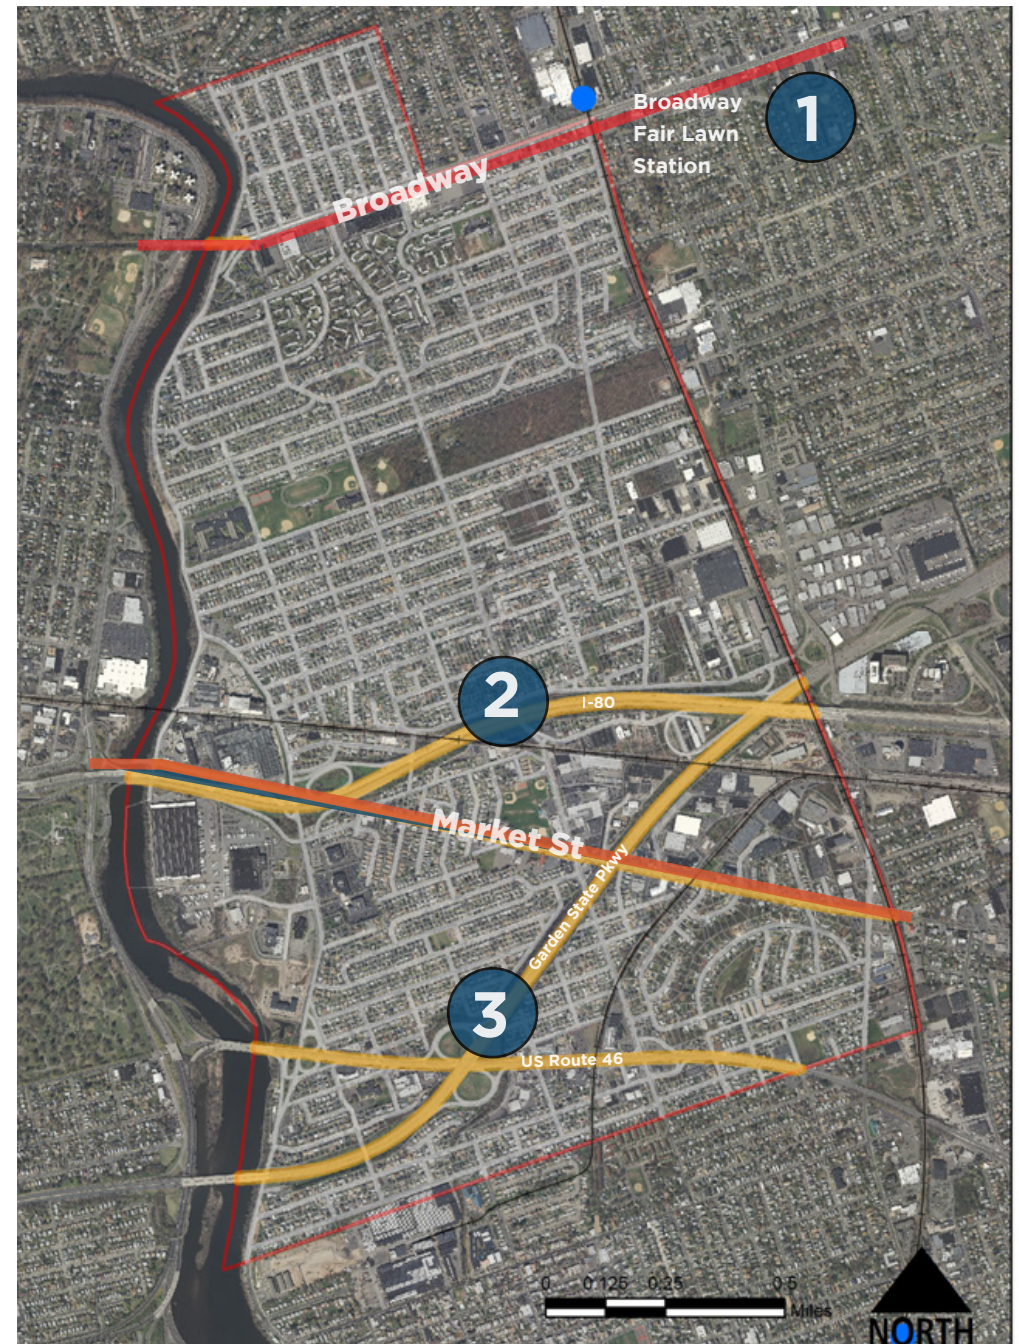 Broadway
Fair Lawn
Station
1
Broadway
2
I-80
Market St
Garden State Pkwy
3
US Route 46
0 0.125 0.25 0.5
Miles
NORTH